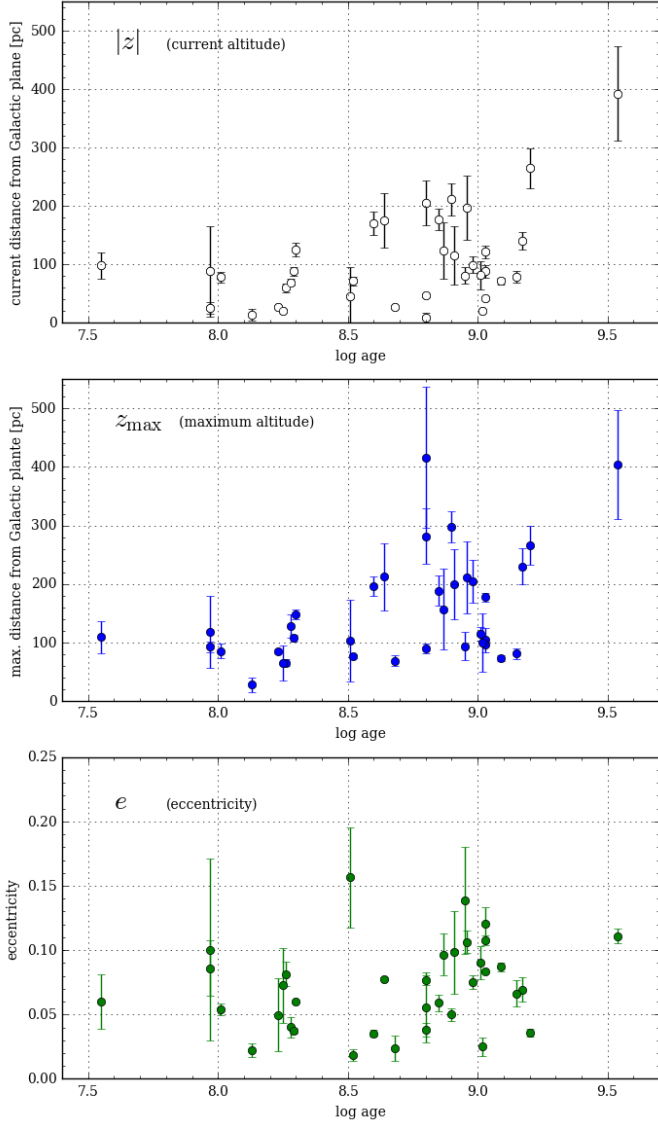 current distance from Galactic plane [pc]
550
500
400
300
200
100
0
|z| (current altitude)
7.5 8.0 8.5 9.0 9.5
log age
max. distance from Galactic plante [pc]
500
400
300
200
100
0
z_max (maximum altitude)
7.5 8.0 8.5 9.0 9.5
log age
eccentricity
0.25
0.20
0.15
0.10
0.05
0.00
e (eccentricity)
7.5 8.0 8.5 9.0 9.5
log age